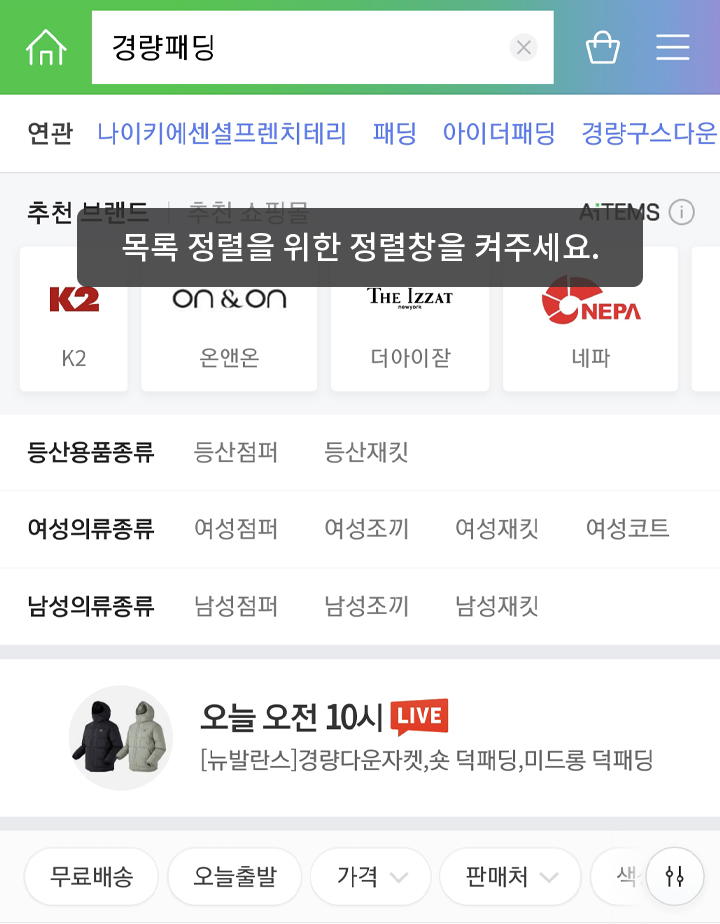 경량패딩
연관 나이키에센셜프렌치테리 패딩 아이더패딩 경량구스다운
추천 브랜드 추천 쇼핑몰 AiTEMS
목록 정렬을 위한 정렬창을 켜주세요.
K2 on & on THE IZZAT NEPA
newyork
K2 온앤온 더아이잗 네파
등산용품종류 등산점퍼 등산재킷
여성의류종류 여성점퍼 여성조끼 여성재킷 여성코트
남성의류종류 남성점퍼 남성조끼 남성재킷
오늘 오전 10시 LIVE
[뉴발란스]경량다운자켓,숏 덕패딩,미드롱 덕패딩
무료배송 오늘출발 가격 판매처 색